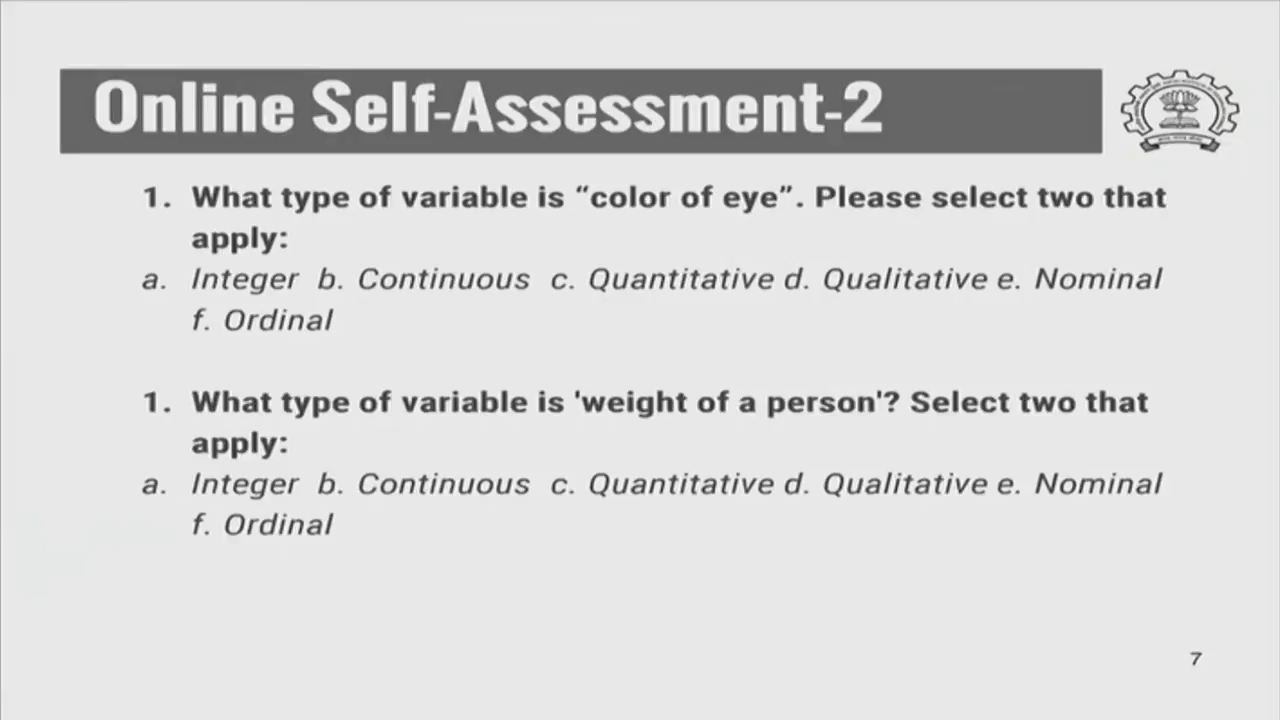 Online Self-Assessment-2
1. What type of variable is “color of eye”. Please select two that
apply:
a. Integer b. Continuous c. Quantitative d. Qualitative e. Nominal
f. Ordinal
1. What type of variable is 'weight of a person'? Select two that
apply:
a. Integer b. Continuous c. Quantitative d. Qualitative e. Nominal
f. Ordinal
7